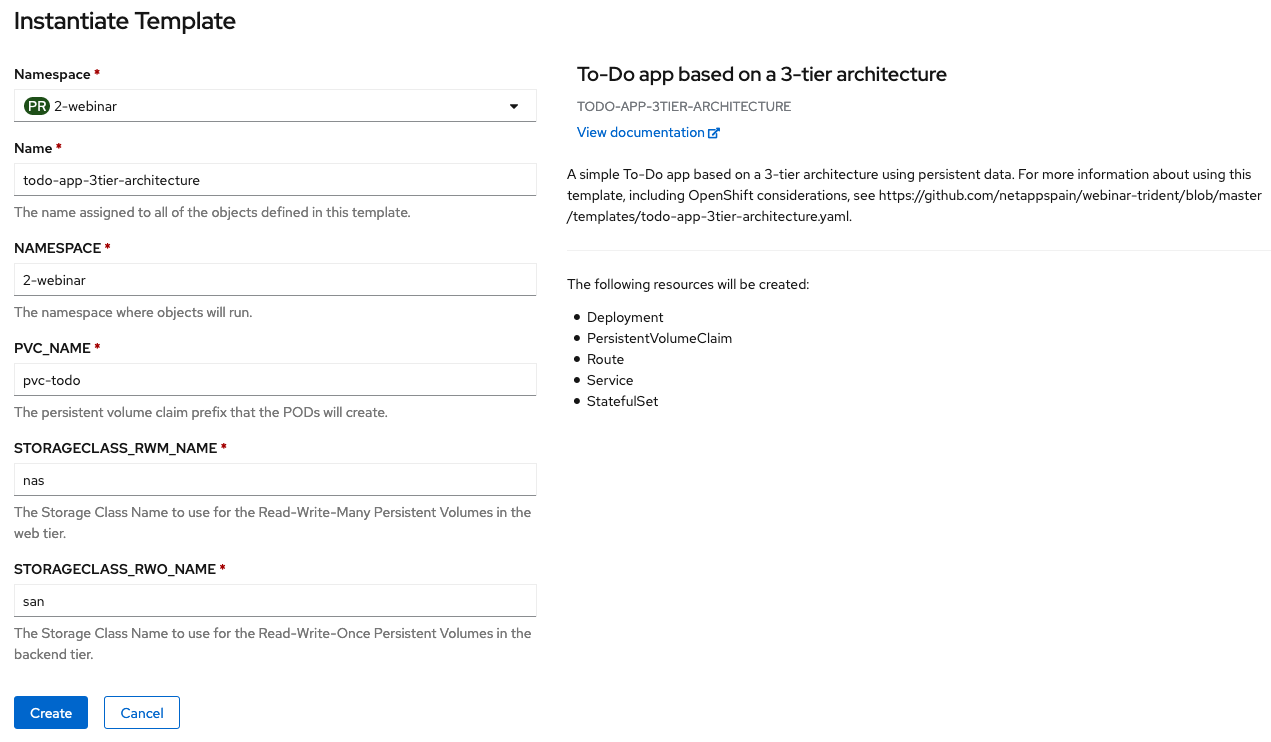 Instantiate Template
Namespace *
PR 2-webinar
Name *
todo-app-3tier-architecture
The name assigned to all of the objects defined in this template.
NAMESPACE *
2-webinar
The namespace where objects will run.
PVC_NAME *
pvc-todo
The persistent volume claim prefix that the PODs will create.
STORAGECLASS_RWM_NAME *
nas
The Storage Class Name to use for the Read-Write-Many Persistent Volumes in the
web tier.
STORAGECLASS_RWO_NAME *
san
The Storage Class Name to use for the Read-Write-Once Persistent Volumes in the
backend tier.
Create
Cancel
To-Do app based on a 3-tier architecture
TODO-APP-3TIER-ARCHITECTURE
View documentation
A simple To-Do app based on a 3-tier architecture using persistent data. For more information about using this
template, including OpenShift considerations, see https://github.com/netappspain/webinar-trident/blob/master
/templates/todo-app-3tier-architecture.yaml.
The following resources will be created:
• Deployment
• PersistentVolumeClaim
• Route
• Service
• StatefulSet